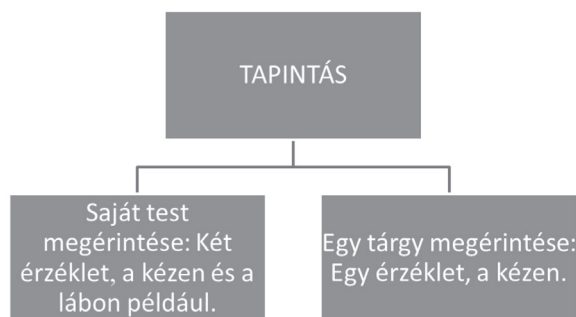 TAPINTÁS
Saját test
megérintése: Két
érzéklet, a kézen és a
lábon például.
Egy tárgy megérintése:
Egy érzéklet, a kézen.